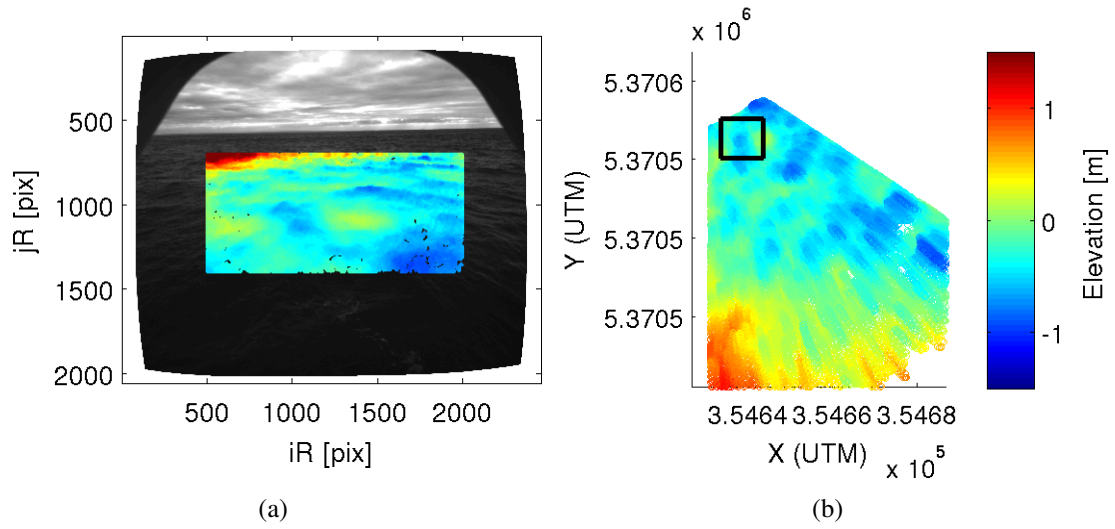 500
1000
1500
2000
jR [pix]
500 1000 1500 2000
iR [pix]
(a)
x 10^6
5.3706
5.3705
5.3705
5.3705
Y (UTM)
3.5464 3.5466 3.5468
X (UTM) x 10^5
(b)
1
0
-1
Elevation [m]